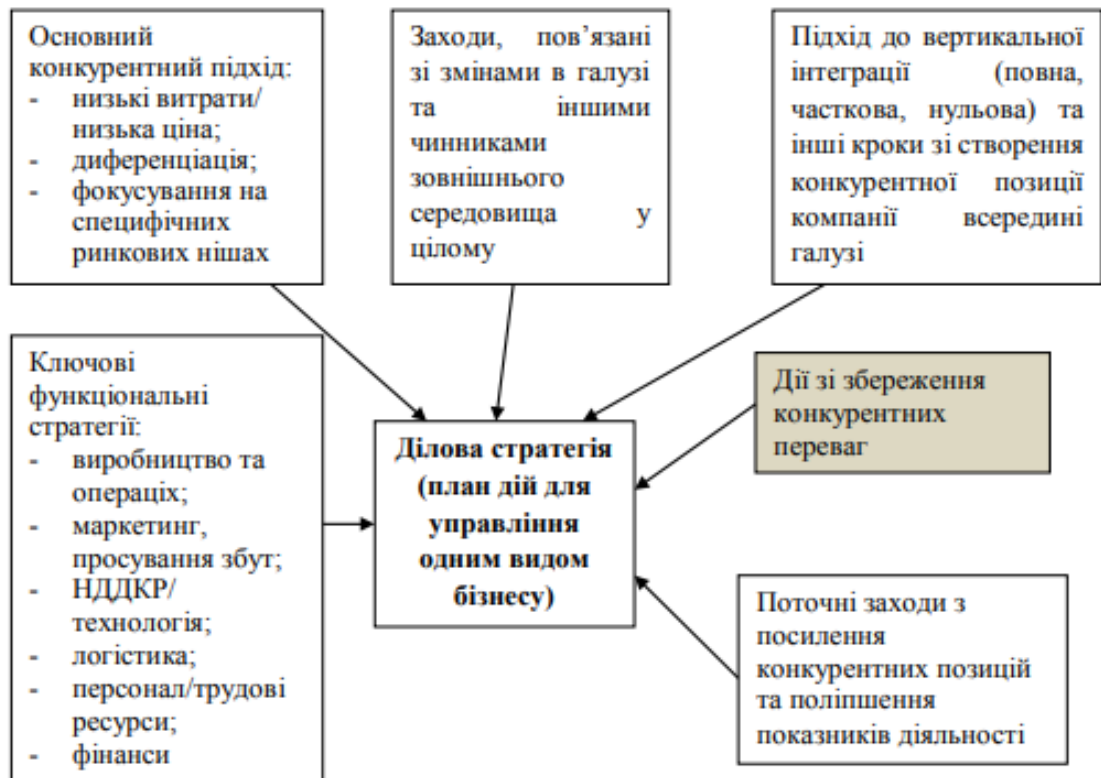 Основний
конкурентний підхід:
- низькі витрати/
низька ціна;
- диференціація;
- фокусування на
специфічних
ринкових нішах
Заходи, пов’язані
зі змінами в галузі
та іншими
чинниками
зовнішнього
середовища у
цілому
Підхід до вертикальної
інтеграції (повна,
часткова, нульова) та
інші кроки зі створення
конкурентної позиції
компанії всередині
галузі
Ключові
функціональні
стратегії:
- виробництво та
операціх;
- маркетинг,
просування збут;
- НДДКР/
технологія;
- логістика;
- персонал/трудові
ресурси;
- фінанси
Ділова стратегія
(план дій для
управління
одним видом
бізнесу)
Дії зі збереження
конкурентних
переваг
Поточні заходи з
посилення
конкурентних позицій
та поліпшення
показників діяльності